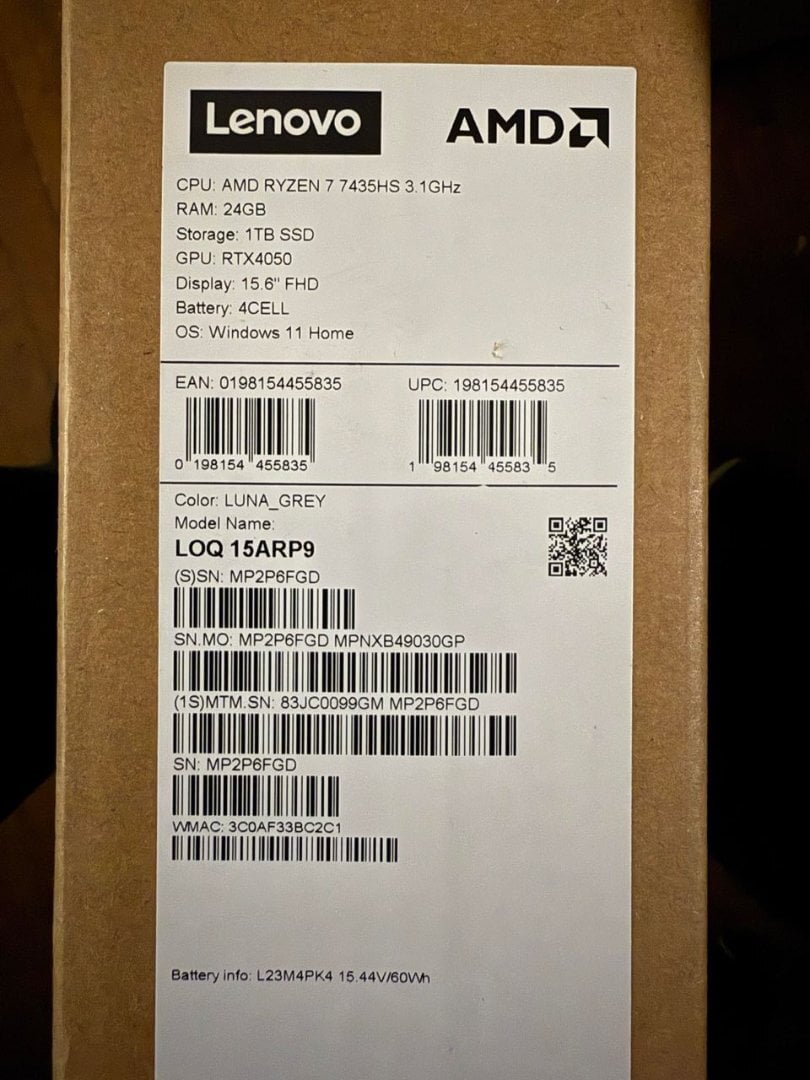 Lenovo AMD
CPU: AMD RYZEN 7 7435HS 3.1GHz
RAM: 24GB
Storage: 1TB SSD
GPU: RTX4050
Display: 15.6" FHD
Battery: 4CELL
OS: Windows 11 Home
EAN: 0198154455835 UPC: 198154455835
0 198154 455835 1 98154 45583 5
Color: LUNA_GREY
Model Name:
LOQ 15ARP9
(S)SN: MP2P6FGD
SN.MO: MP2P6FGD MPNXB49030GP
(1S)MTM.SN: 83JC0099GM MP2P6FGD
SN: MP2P6FGD
WMAC: 3C0AF33BC2C1
Battery info: L23M4PK4 15.44V/60Wh